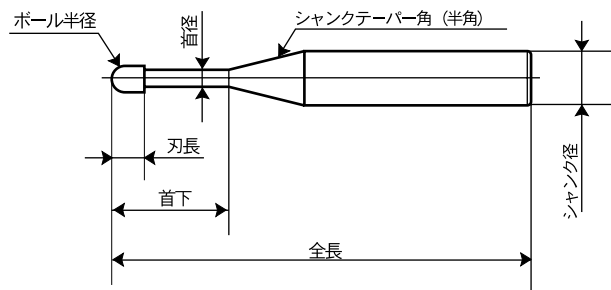 ボール半径
首径
シャンクテーパー角（半角）
刃長
首下
全長
シャンク径